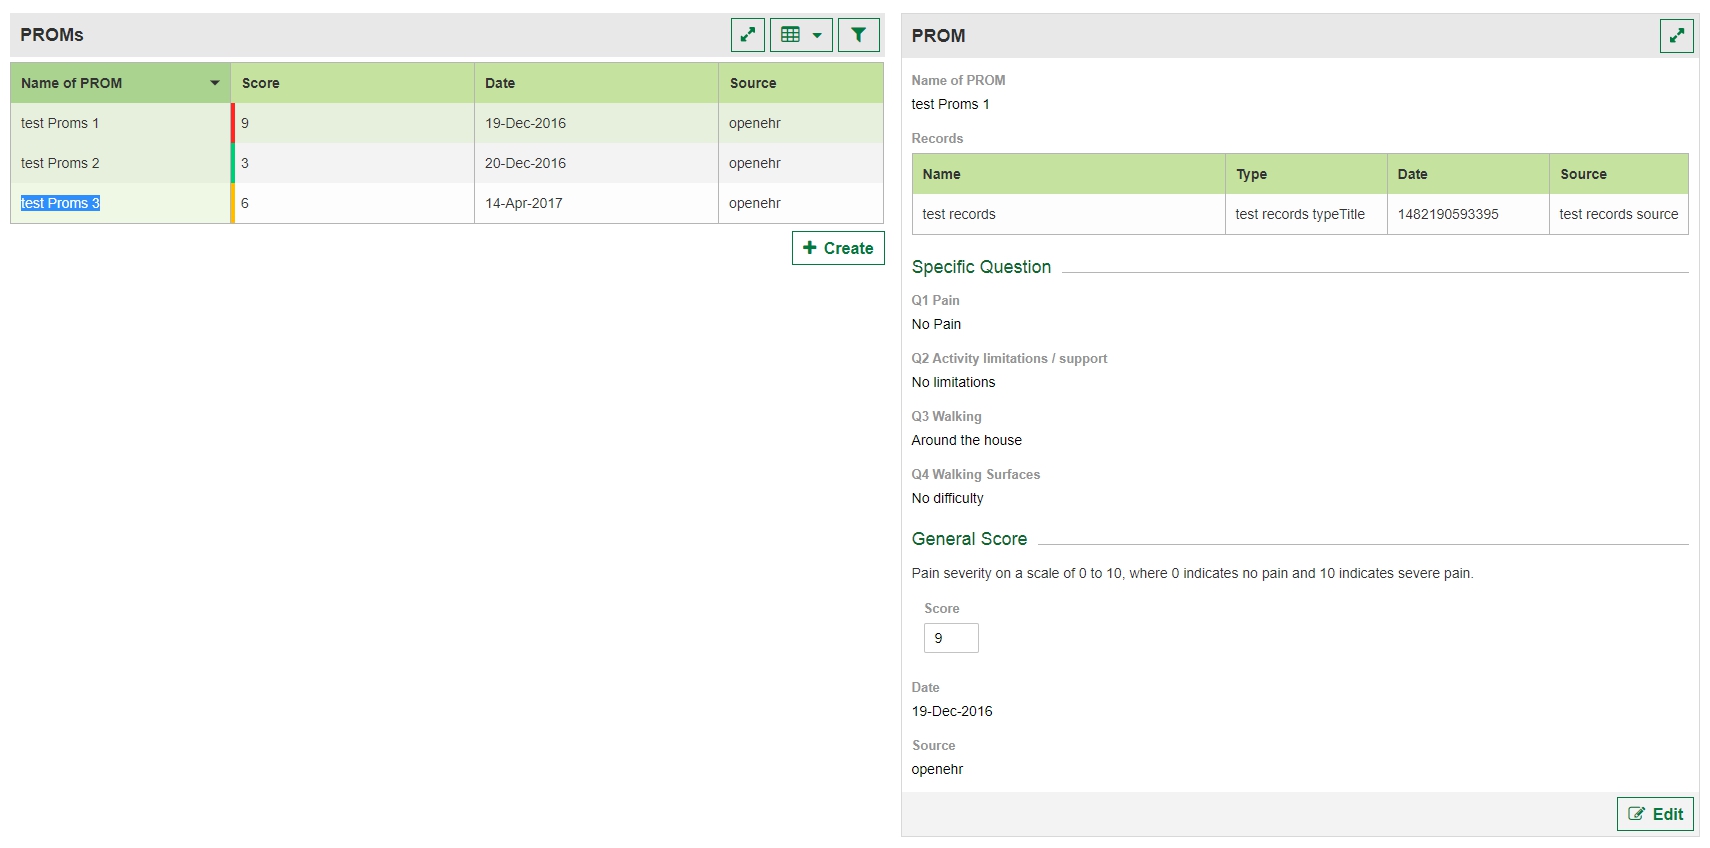 PROMs
Name of PROM Score Date Source
test Proms 1 9 19-Dec-2016 openehr
test Proms 2 3 20-Dec-2016 openehr
test Proms 3 6 14-Apr-2017 openehr
Create
PROM
Name of PROM
test Proms 1
Records
Name Type Date Source
test records test records typeTitle 1482190593395 test records source
Specific Question
Q1 Pain
No Pain
Q2 Activity limitations / support
No limitations
Q3 Walking
Around the house
Q4 Walking Surfaces
No difficulty
General Score
Pain severity on a scale of 0 to 10, where 0 indicates no pain and 10 indicates severe pain.
Score
9
Date
19-Dec-2016
Source
openehr
Edit